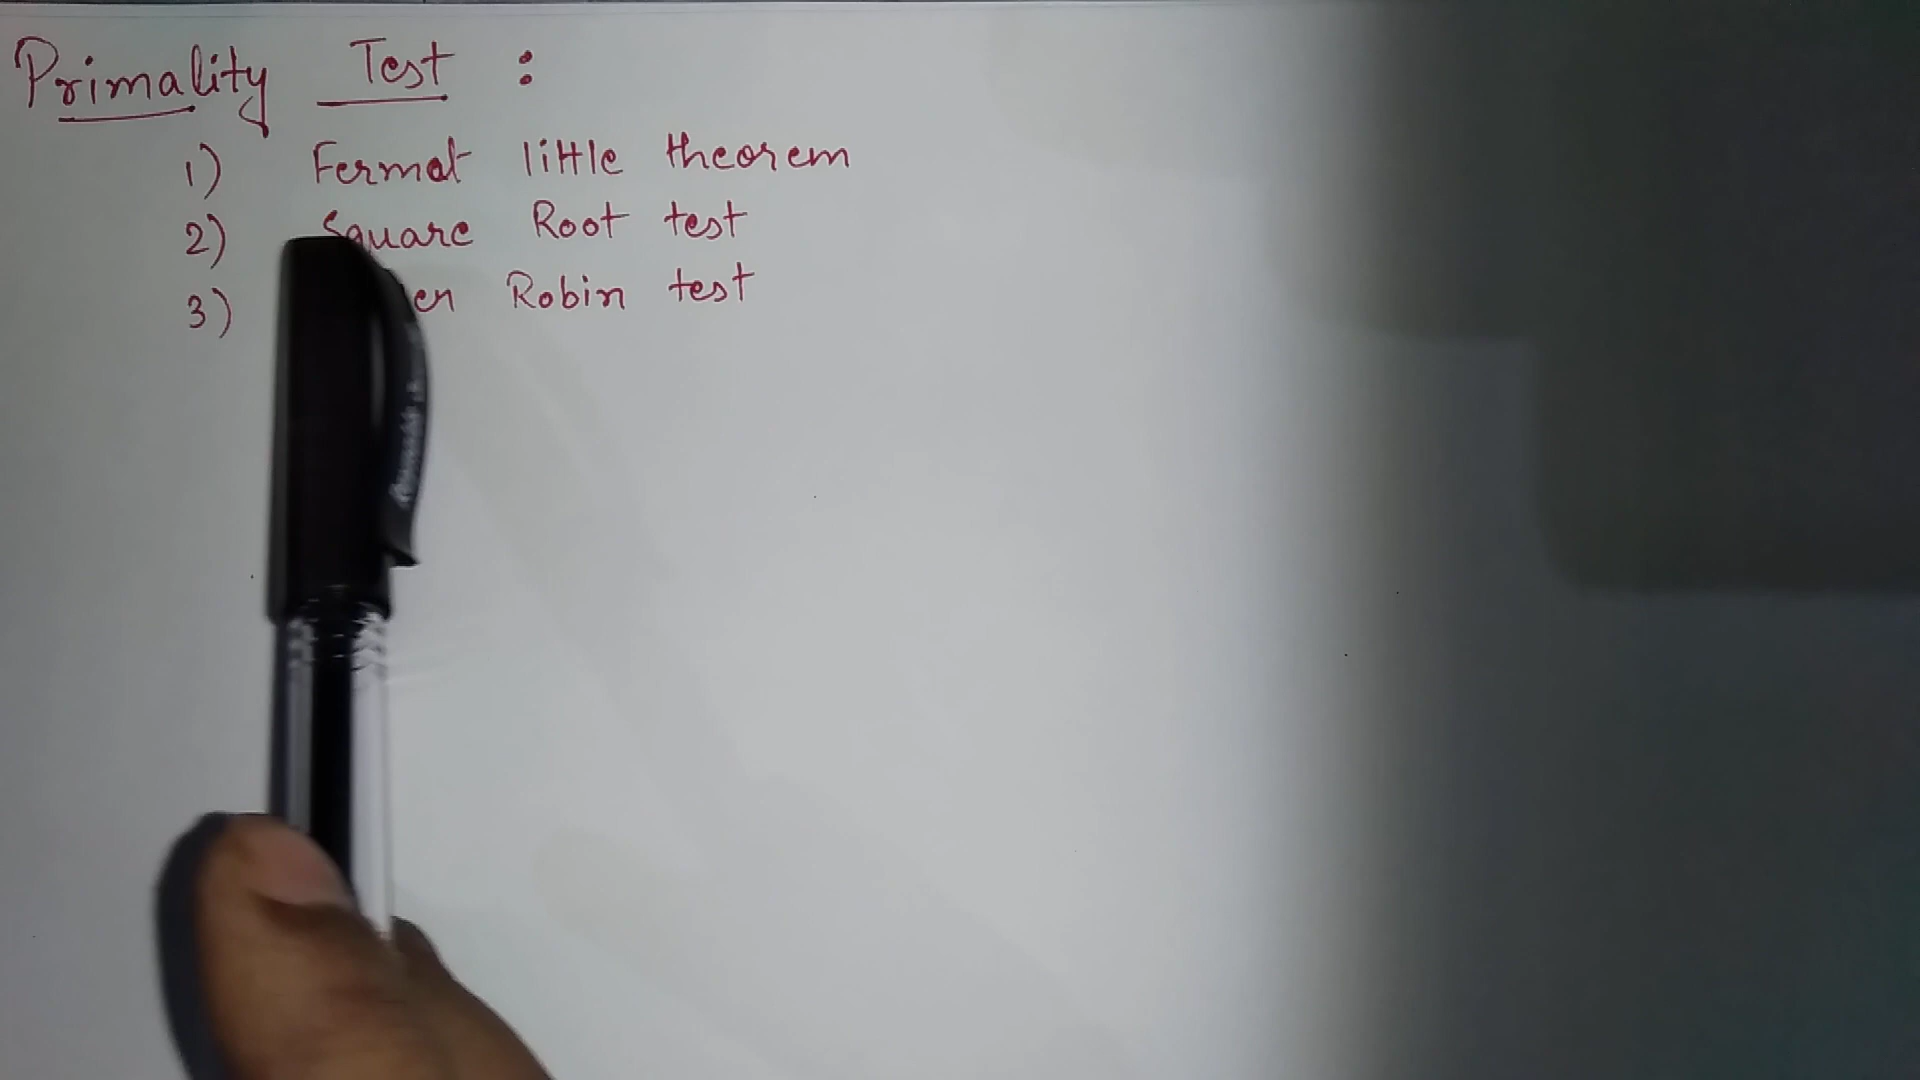 Primality Test :
1) Fermat little theorem
2) Square Root test
3) Robin test